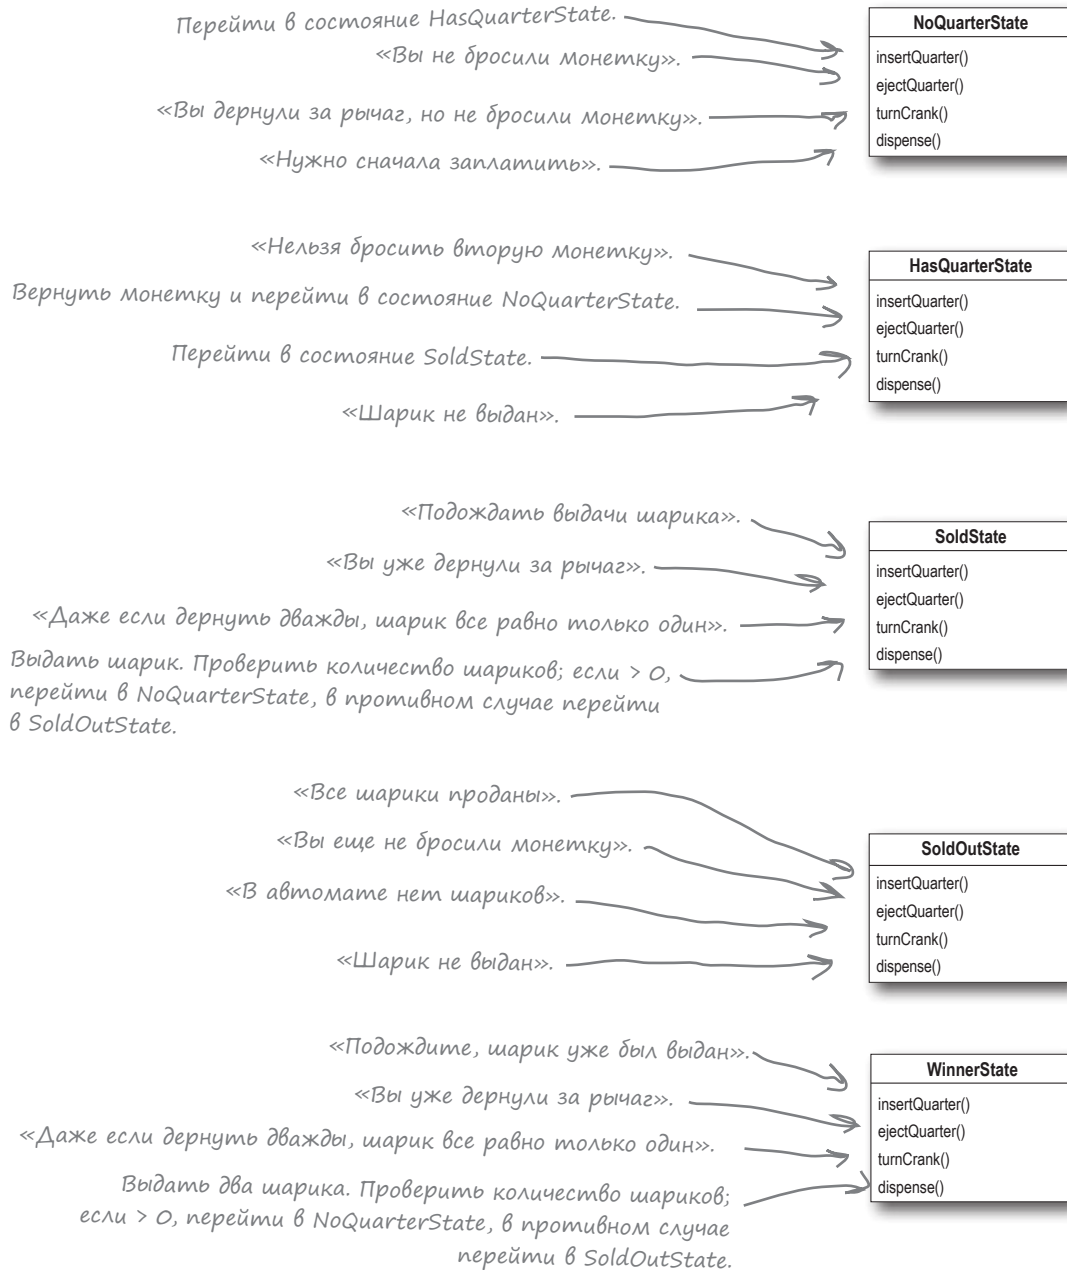 Перейти в состояние HasQuarterState.
«Вы не бросили монетку».
«Вы дернули за рычаг, но не бросили монетку».
«Нужно сначала заплатить».
NoQuarterState
insertQuarter()
ejectQuarter()
turnCrank()
dispense()
«Нельзя бросить вторую монетку».
Вернуть монетку и перейти в состояние NoQuarterState.
Перейти в состояние SoldState.
«Шарик не выдан».
HasQuarterState
insertQuarter()
ejectQuarter()
turnCrank()
dispense()
«Подождать выдачи шарика».
«Вы уже дернули за рычаг».
«Даже если дернуть дважды, шарик все равно только один».
Выдать шарик. Проверить количество шариков; если > 0,
перейти в NoQuarterState, в противном случае перейти
в SoldOutState.
SoldState
insertQuarter()
ejectQuarter()
turnCrank()
dispense()
«Все шарики проданы».
«Вы еще не бросили монетку».
«В автомате нет шариков».
«Шарик не выдан».
SoldOutState
insertQuarter()
ejectQuarter()
turnCrank()
dispense()
«Подождите, шарик уже был выдан».
«Вы уже дернули за рычаг».
«Даже если дернуть дважды, шарик все равно только один».
Выдать два шарика. Проверить количество шариков;
если > 0, перейти в NoQuarterState, в противном случае
перейти в SoldOutState.
WinnerState
insertQuarter()
ejectQuarter()
turnCrank()
dispense()